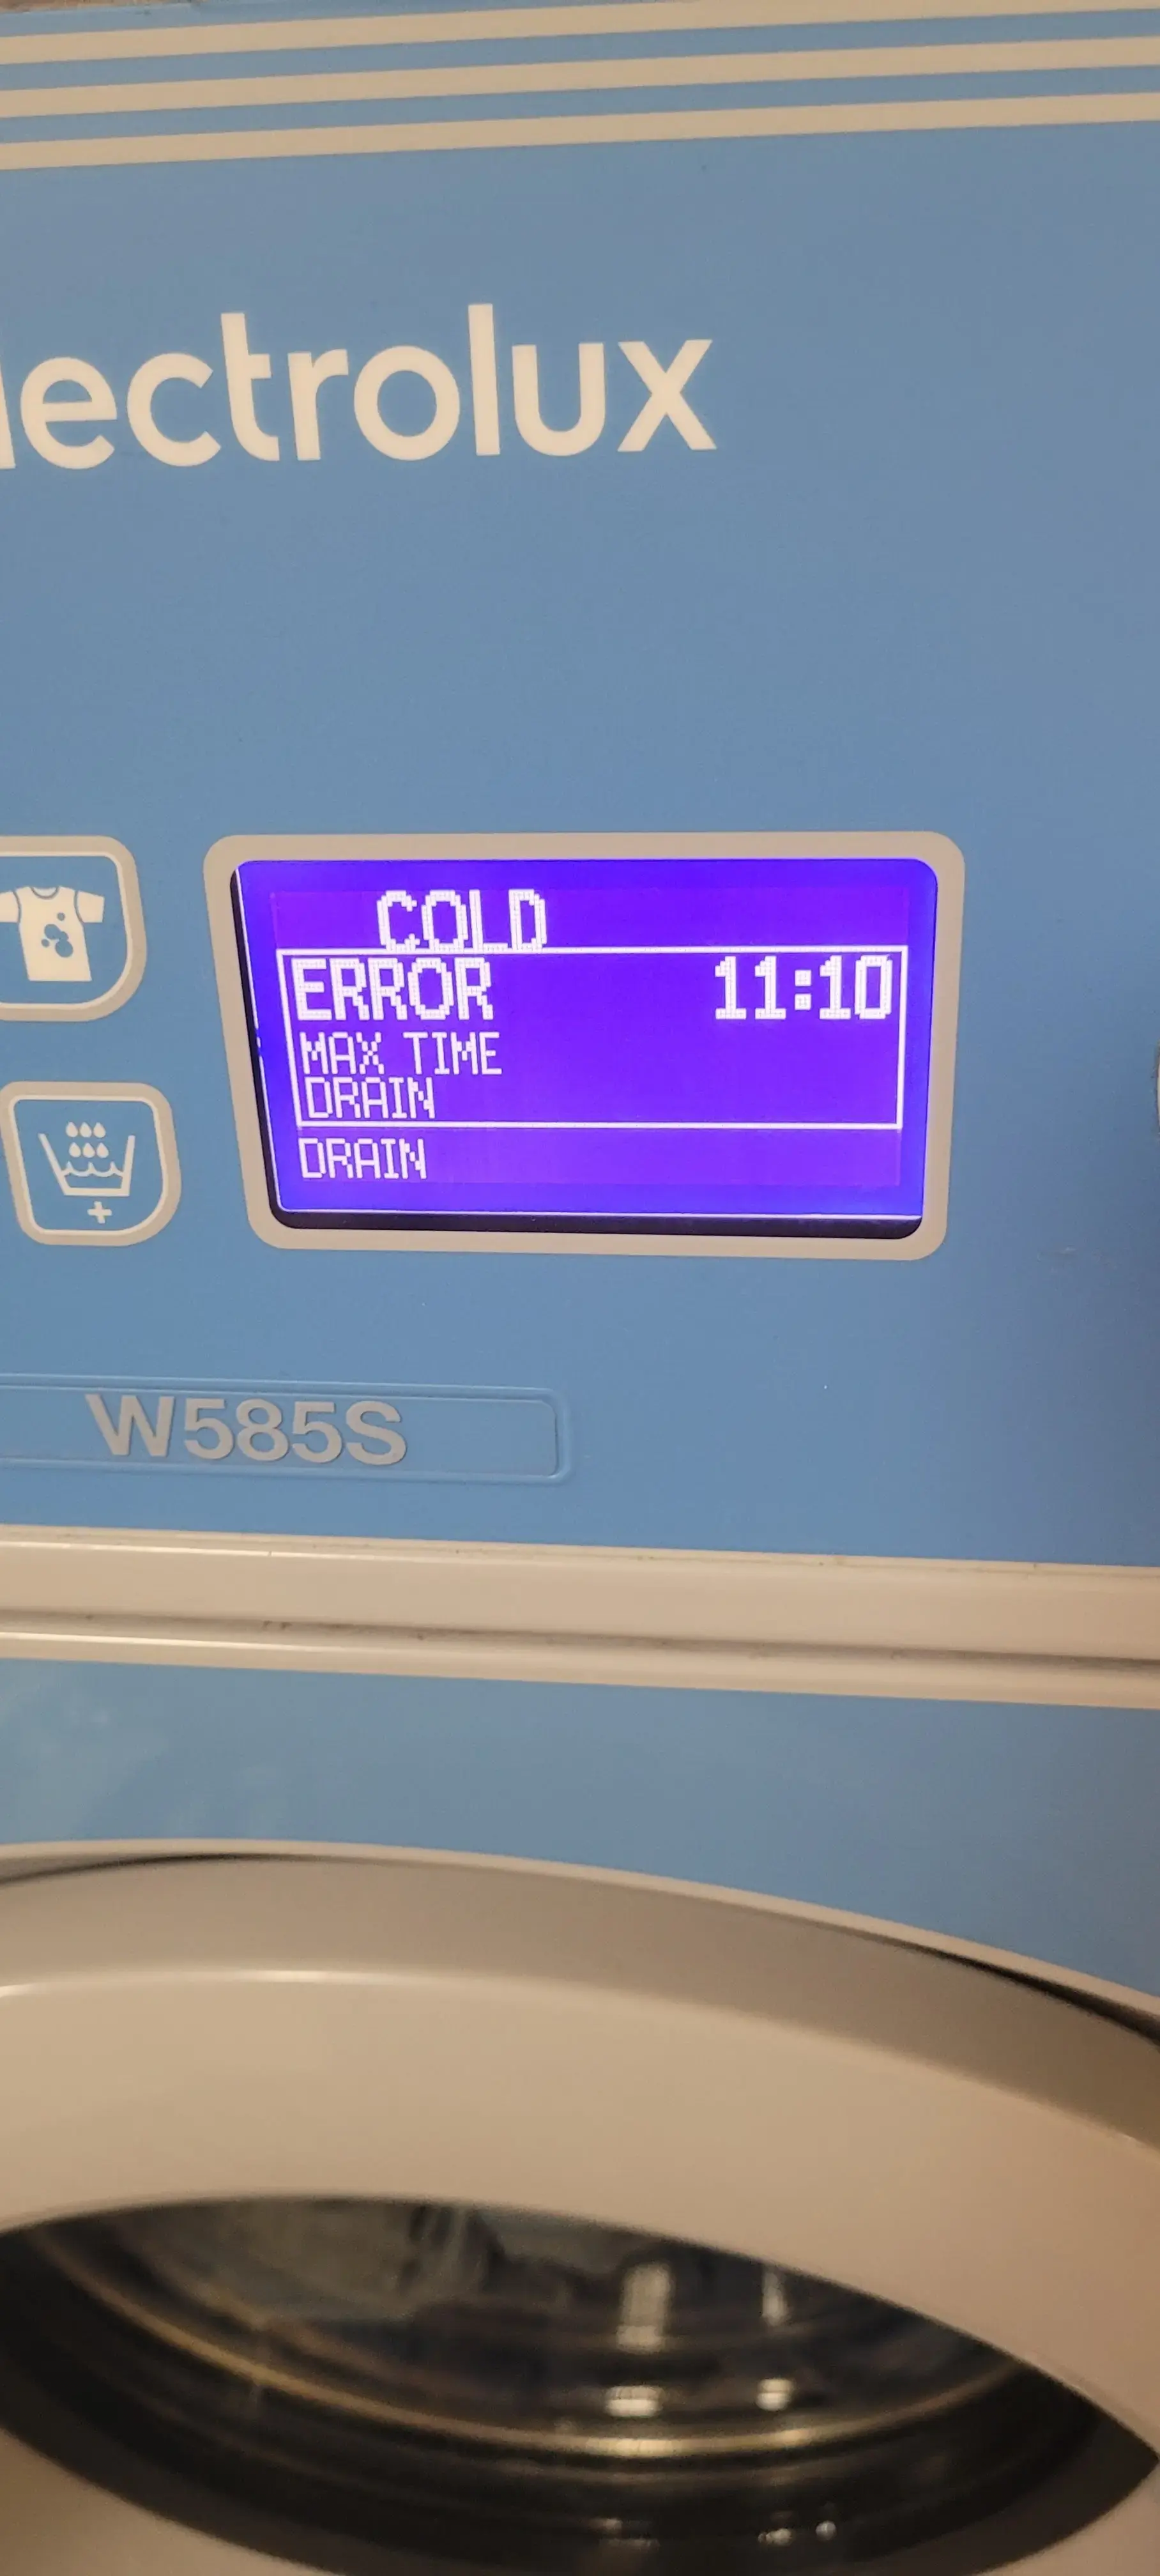 lectrolux
COLD
ERROR 11:10
MAX TIME
DRAIN
DRAIN
W585S